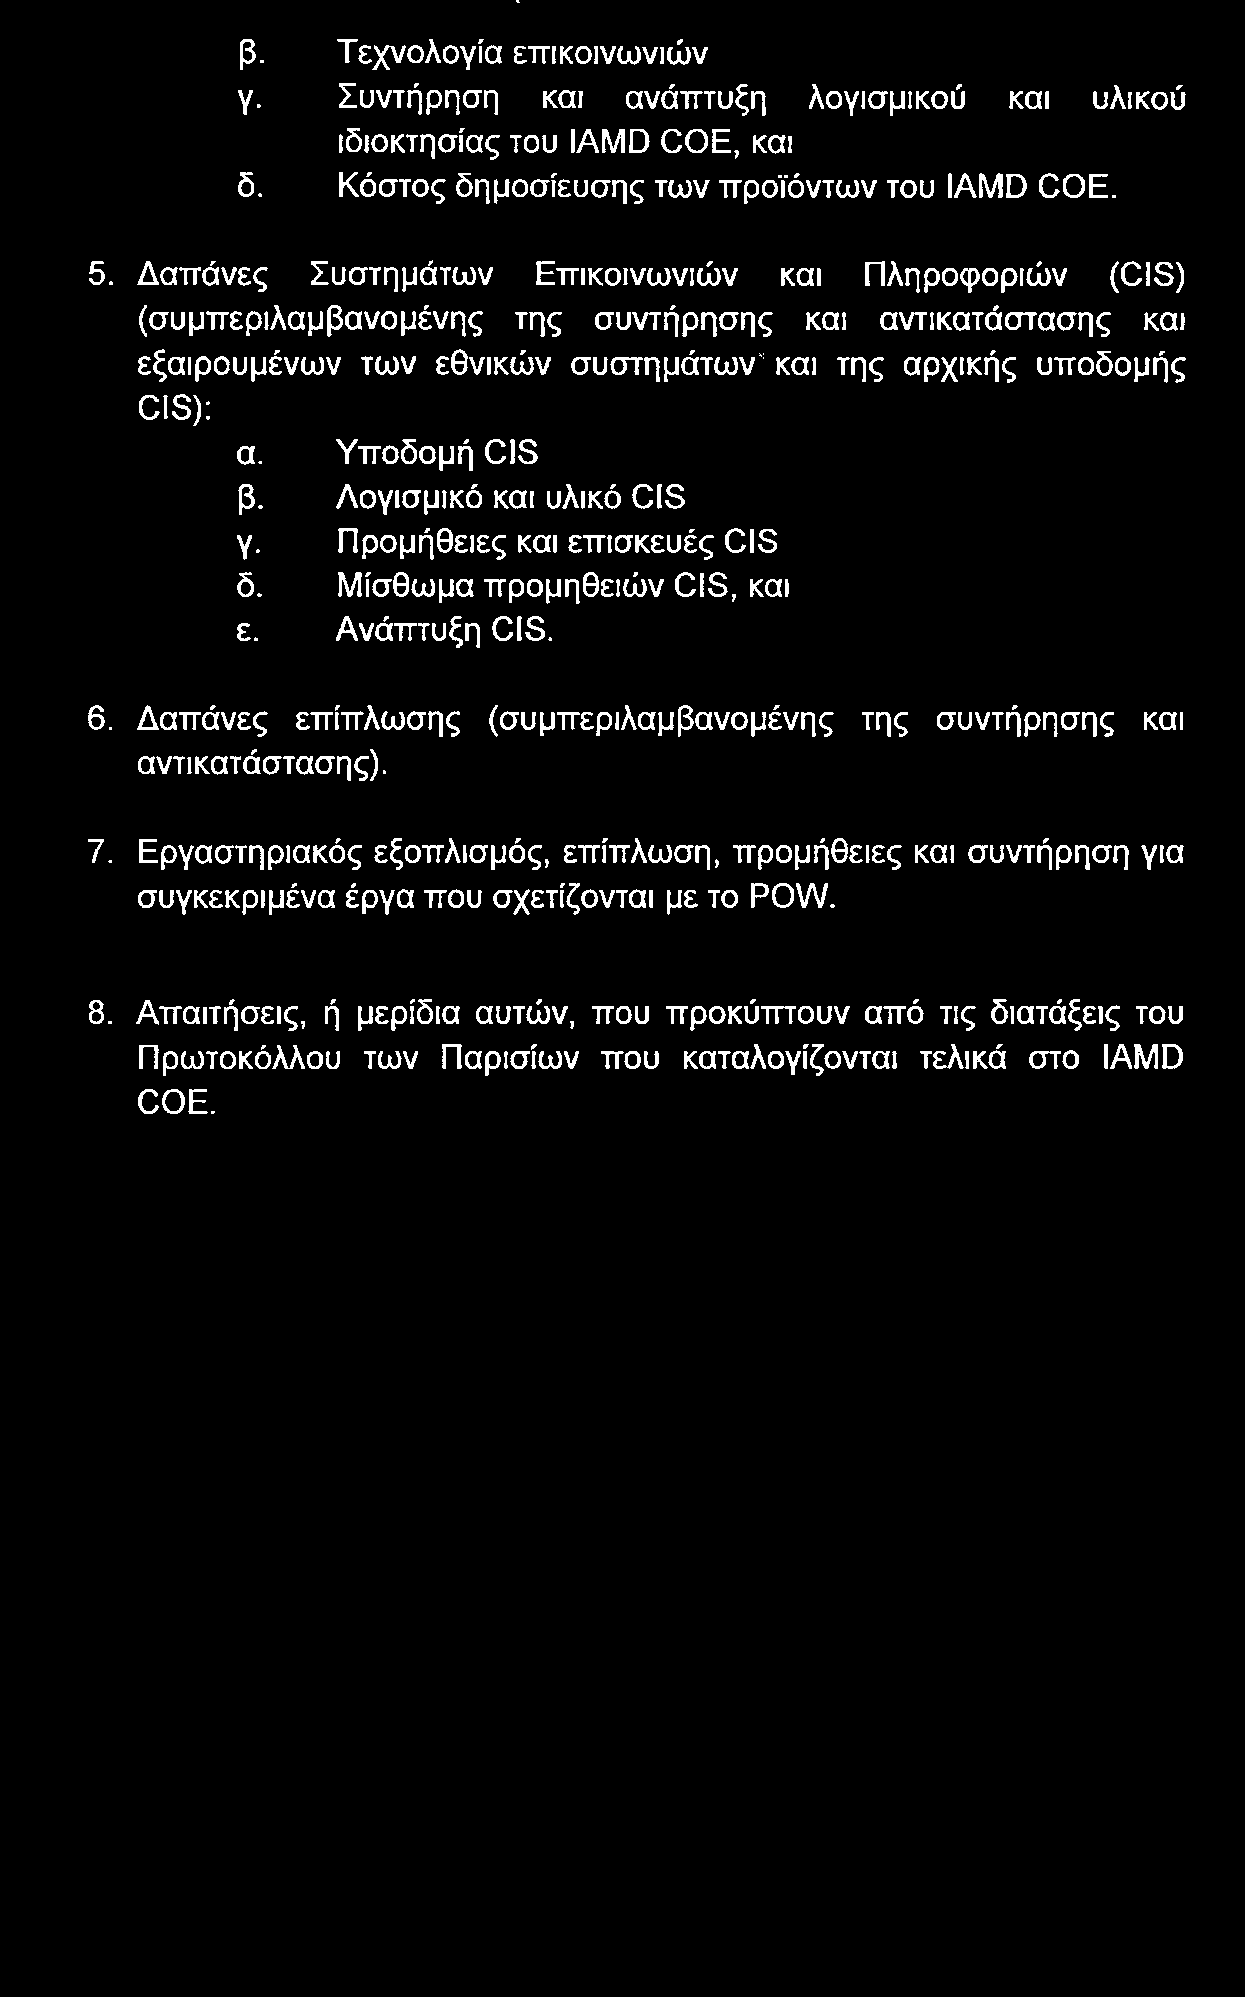 β. Τεχνολογία επικοινωνιών
γ. Συντήρηση και ανάπτυξη λογισμικού και υλικού
ιδιοκτησίας του IAMD COE, και
δ. Κόστος δημοσίευσης των προϊόντων του IAMD COE.
5. Δαπάνες Συστημάτων Επικοινωνιών και Πληροφοριών (CIS)
(συμπεριλαμβανομένης της συντήρησης και αντικατάστασης και
εξαιρουμένων των εθνικών συστημάτων και της αρχικής υποδομής
CIS):
α. Υποδομή CIS
β. Λογισμικό και υλικό CIS
γ. Προμήθειες και επισκευές CIS
δ. Μίσθωμα προμηθειών CIS, και
ε. Ανάπτυξη CIS.
6. Δαπάνες επίπλωσης (συμπεριλαμβανομένης της συντήρησης και
αντικατάστασης).
7. Εργαστηριακός εξοπλισμός, επίπλωση, προμήθειες και συντήρηση για
συγκεκριμένα έργα που σχετίζονται με το POW.
8. Απαιτήσεις, ή μερίδια αυτών, που προκύπτουν από τις διατάξεις του
Πρωτοκόλλου των Παρισίων που καταλογίζονται τελικά στο IAMD
COE.